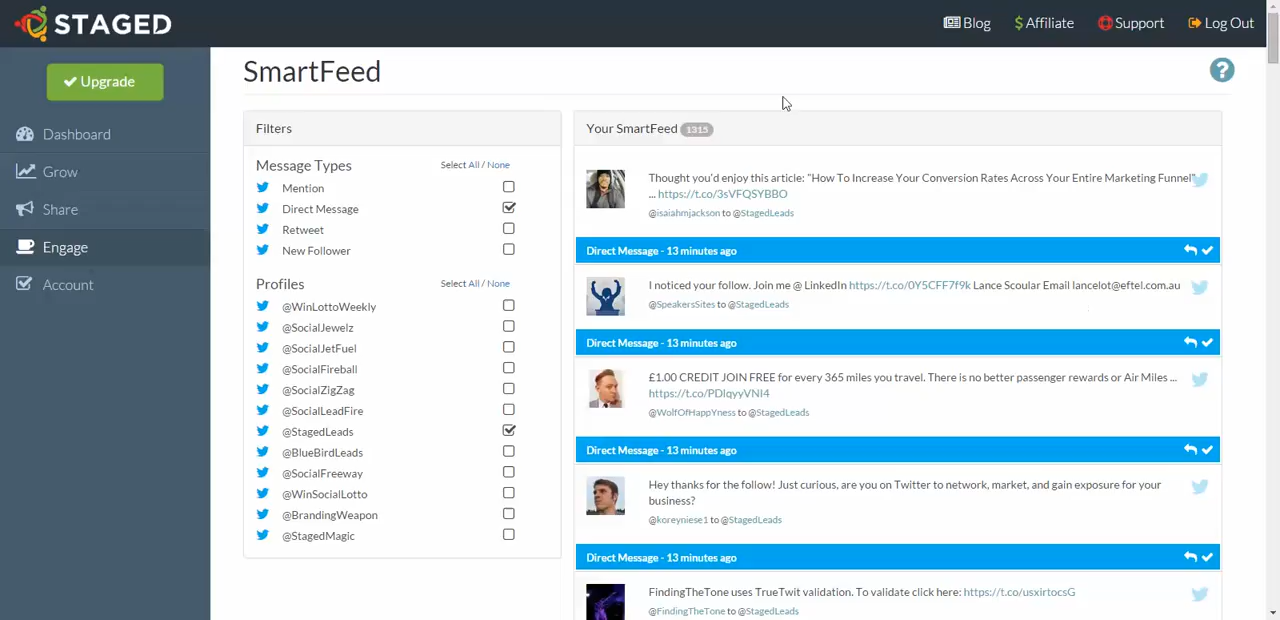 STAGED
Blog
Affiliate
Support
Log Out
Upgrade
Dashboard
Grow
Share
Engage
Account
SmartFeed
?
Filters
Message Types
Select All / None
Mention
Direct Message
Retweet
New Follower
Profiles
Select All / None
@WinLottoWeekly
@SocialJewelz
@SocialJetFuel
@SocialFireball
@SocialZigZag
@SocialLeadFire
@StagedLeads
@BlueBirdLeads
@SocialFreeway
@WinSocialLotto
@BrandingWeapon
@StagedMagic
Your SmartFeed 1315
Thought you'd enjoy this article: "How To Increase Your Conversion Rates Across Your Entire Marketing Funnel"
... https://t.co/3sVFQSYBBO
@isaiahmjackson to @StagedLeads
Direct Message - 13 minutes ago
I noticed your follow. Join me @ LinkedIn https://t.co/0Y5CFF7f9k Lance Scoular Email lancelot@eftel.com.au
@SpeakersSites to @StagedLeads
Direct Message - 13 minutes ago
£1.00 CREDIT JOIN FREE for every 365 miles you travel. There is no better passenger rewards or Air Miles ...
https://t.co/PDlqyyVNI4
@WolfOfHappYness to @StagedLeads
Direct Message - 13 minutes ago
Hey thanks for the follow! Just curious, are you on Twitter to network, market, and gain exposure for your
business?
@koreyniese1 to @StagedLeads
Direct Message - 13 minutes ago
FindingTheTone uses TrueTwit validation. To validate click here: https://t.co/usxirtocsG
@FindingTheTone to @StagedLeads